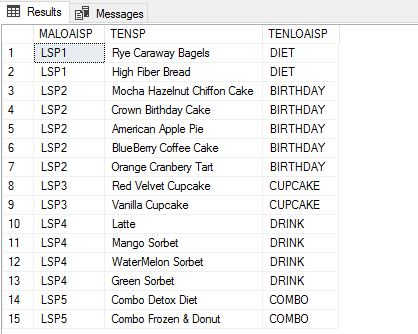 Results Messages
MALOAISP TENSP TENLOAISP
1 LSP1 Rye Caraway Bagels DIET
2 LSP1 High Fiber Bread DIET
3 LSP2 Mocha Hazelnut Chiffon Cake BIRTHDAY
4 LSP2 Crown Birthday Cake BIRTHDAY
5 LSP2 American Apple Pie BIRTHDAY
6 LSP2 BlueBerry Coffee Cake BIRTHDAY
7 LSP2 Orange Cranbery Tart BIRTHDAY
8 LSP3 Red Velvet Cupcake CUPCAKE
9 LSP3 Vanilla Cupcake CUPCAKE
10 LSP4 Latte DRINK
11 LSP4 Mango Sorbet DRINK
12 LSP4 WaterMelon Sorbet DRINK
13 LSP4 Green Sorbet DRINK
14 LSP5 Combo Detox Diet COMBO
15 LSP5 Combo Frozen & Donut COMBO